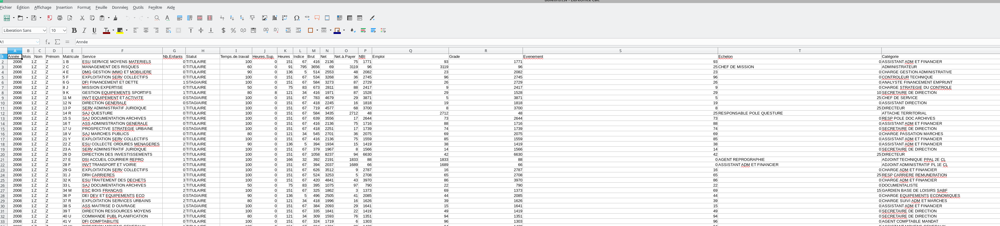 Bulletins.csv - LibreOffice Calc
Fichier Édition Affichage Insertion Format Feuille Données Outils Fenêtre Aide
Liberation Sans 10
A1 Année
A B C D E F G H I J K L M N O P Q R S T
1 Année Mois Nom Prénom Matricule Service Nb.Enfants Statut Temps.de.travail Heures.Sup. Heures Indice Brut Net Net.à.Payer NBI Emploi Grade Evenement Echelon Catégorie
2 2008 1 Z Z 1 B ESU SERVICE MOYENS MATERIELS 0 TITULAIRE 100 0 151 67 416 2136 75 1771 93 1771 93 0 ASSISTANT ADM ET FINANCIER
3 2008 1 Z Z 2 C MANAGEMENT DES RISQUES 0 TITULAIRE 60 0 91 795 3656 69 3119 96 3119 96 25 CHEF DE MISSION ADMINISTRATEUR
4 2008 1 Z Z 4 E DMG GESTION IMMO ET MOBILIERE 0 TITULAIRE 90 0 136 5 514 2553 48 2082 23 2082 23 0 CHARGE GESTION ADMINISTRATIVE
5 2008 1 Z Z 5 F EXPLOITATION SERV COLLECTIFS 0 TITULAIRE 100 0 151 67 534 3268 36 2745 96 2745 96 0 CONTROLEUR TECHNIQUE
6 2008 1 Z Z 6 G DFI FINANCEMENT ET DETTE 1 STAGIAIRE 100 0 151 67 584 3273 87 2729 26 2729 26 0 ANALYSTE FINANCEMENT EMPRUNT
7 2008 1 Z Z 8 J MISSION EXPERTISE 0 TITULAIRE 50 0 75 83 673 2811 88 2417 9 2417 9 0 CHARGE STRATEGIE DU CONTROLE
8 2008 1 Z Z 9 K GESTION EQUIPEMENTS SPORTIFS 1 TITULAIRE 80 8 121 34 416 1971 87 1528 29 1528 29 10 SECRETAIRE DE DIRECTION
9 2008 1 Z Z 11 M INVT EQUIPEMENT ET ACTIVITE 0 STAGIAIRE 100 0 151 67 783 4679 29 3871 5 3871 5 25 CHEF DE SERVICE
10 2008 1 Z Z 12 N DIRECTION GENERALE 0 STAGIAIRE 100 0 151 67 418 2245 16 1818 19 1818 19 0 ASSISTANT DIRECTION
11 2008 1 Z Z 13 P SERV ADMINISTRATIF JURIDIQUE 1 TITULAIRE 100 0 151 67 719 4577 68 3700 8 3700 8 25 DIRECTEUR
12 2008 1 Z Z 14 R SAJ QUESTURE 0 TITULAIRE 100 0 151 67 584 3435 2712 48 2712 48 25 RESPONSABLE POLE QUESTURE ATTACHE TERRITORIAL
13 2008 1 Z Z 15 S SAJ DOCUMENTATION ARCHIVES 0 TITULAIRE 100 0 151 67 639 3556 17 2644 73 2644 73 0 RESP POLE DOC ARCHIVES
14 2008 1 Z Z 16 T ASS ADMINISTRATION GENERALE 0 TITULAIRE 100 0 151 67 416 2136 75 1716 88 1716 88 0 ASSISTANT ADM ET FINANCIER
15 2008 1 Z Z 17 U PROSPECTIVE STRATEGIE URBAINE 0 STAGIAIRE 100 0 151 67 418 2251 17 1739 74 1739 74 0 SECRETAIRE DE DIRECTION
16 2008 1 Z Z 18 V SAJ MARCHES PUBLICS 0 TITULAIRE 80 0 121 34 545 2701 36 2075 69 2075 69 0 CHARGE PASSATION MARCHES
17 2008 1 Z Z 21 Y EXPLOITATION SERV COLLECTIFS 0 TITULAIRE 100 0 151 67 416 2136 75 1559 85 1559 85 0 ASSISTANT ADM ET FINANCIER
18 2008 1 Z Z 22 Z ESU COLLECTE ORDURES MENAGERES 2 TITULAIRE 90 0 136 5 394 1934 15 1419 38 1419 38 0 ASSISTANT ADM ET FINANCIER
19 2008 1 Z Z 23 A SERV ADMINISTRATIF JURIDIQUE 0 TITULAIRE 100 0 151 67 379 1967 8 1566 14 1566 14 0 SECRETAIRE DE DIRECTION
20 2008 1 Z Z 26 D DIRECTION DES INVESTISSEMENTS 0 TITULAIRE 100 0 151 67 1058 8237 94 6630 42 6630 42 25 DIRECTEUR
21 2008 1 Z Z 27 E DSI ACCUEIL COURRIER REPRO 1 TITULAIRE 100 0 166 32 392 2191 1833 88 1833 88 0 AGENT REPROGRAPHIE ADJOINT TECHNIQUE PPAL 2E CL
22 2008 1 Z Z 28 F INVT TRANSPORT ET VOIRIE 0 TITULAIRE 100 0 151 67 394 2037 1689 66 1689 66 0 ASSISTANT ADM ET FINANCIER ADJOINT ADMINISTRATIF PL 1E CL
23 2008 1 Z Z 29 G EXPLOITATION SERV COLLECTIFS 0 TITULAIRE 100 0 151 67 626 3512 9 2787 16 2787 16 0 CHARGE ADM ET FINANCIER
24 2008 1 Z Z 31 J DRH CARRIERES 3 TITULAIRE 100 0 151 67 524 3253 5 2708 65 2708 65 25 RESP CARRIERE REMUNERATION
25 2008 1 Z Z 32 K ESU TRAITEMENT DES DECHETS 3 TITULAIRE 100 0 151 67 420 4841 43 3970 86 3970 86 0 CHARGE ADM ET FINANCIER
26 2008 1 Z Z 33 L SAJ DOCUMENTATION ARCHIVES 1 TITULAIRE 50 0 75 83 395 1075 97 790 22 790 22 0 DOCUMENTALISTE
27 2008 1 Z Z 34 M ESC BOIS FRANCAIS 2 TITULAIRE 100 0 151 67 325 1862 3 1373 69 1373 69 15 GARDIEN BASE DE LOISIRS SABF
28 2008 1 Z Z 36 P DEI DEV ET EQUIPEMENTS ECO 0 STAGIAIRE 90 0 136 5 496 2505 41 2085 44 2085 44 0 CHARGE EQUIPEMENTS ECONOMIQUES
29 2008 1 Z Z 37 R EXPLOITATION SERVICES URBAINS 2 TITULAIRE 80 0 121 34 418 1996 16 1626 39 1626 39 0 CHARGE SUIVI ADM ET MARCHES
30 2008 1 Z Z 38 S ASS MAITRISE D OUVRAGE 1 STAGIAIRE 100 0 151 67 384 2093 29 1641 15 1641 15 0 ASSISTANT ADM ET FINANCIER
31 2008 1 Z Z 39 T DIRECTION RESSOURCES MOYENS 2 TITULAIRE 100 0 151 67 335 1841 22 1419 49 1419 49 0 SECRETAIRE DE DIRECTION
32 2008 1 Z Z 40 U COMMANDE PUBL PLANIFICATION 3 TITULAIRE 80 0 121 34 309 1593 76 1351 94 1351 94 0 SECRETAIRE DE DIRECTION
33 2008 1 Z Z 41 V DFI COMPTABILITE 0 TITULAIRE 100 0 151 67 324 1719 6 1303 96 1303 96 0 AGENT COMPTABLE MANDAT